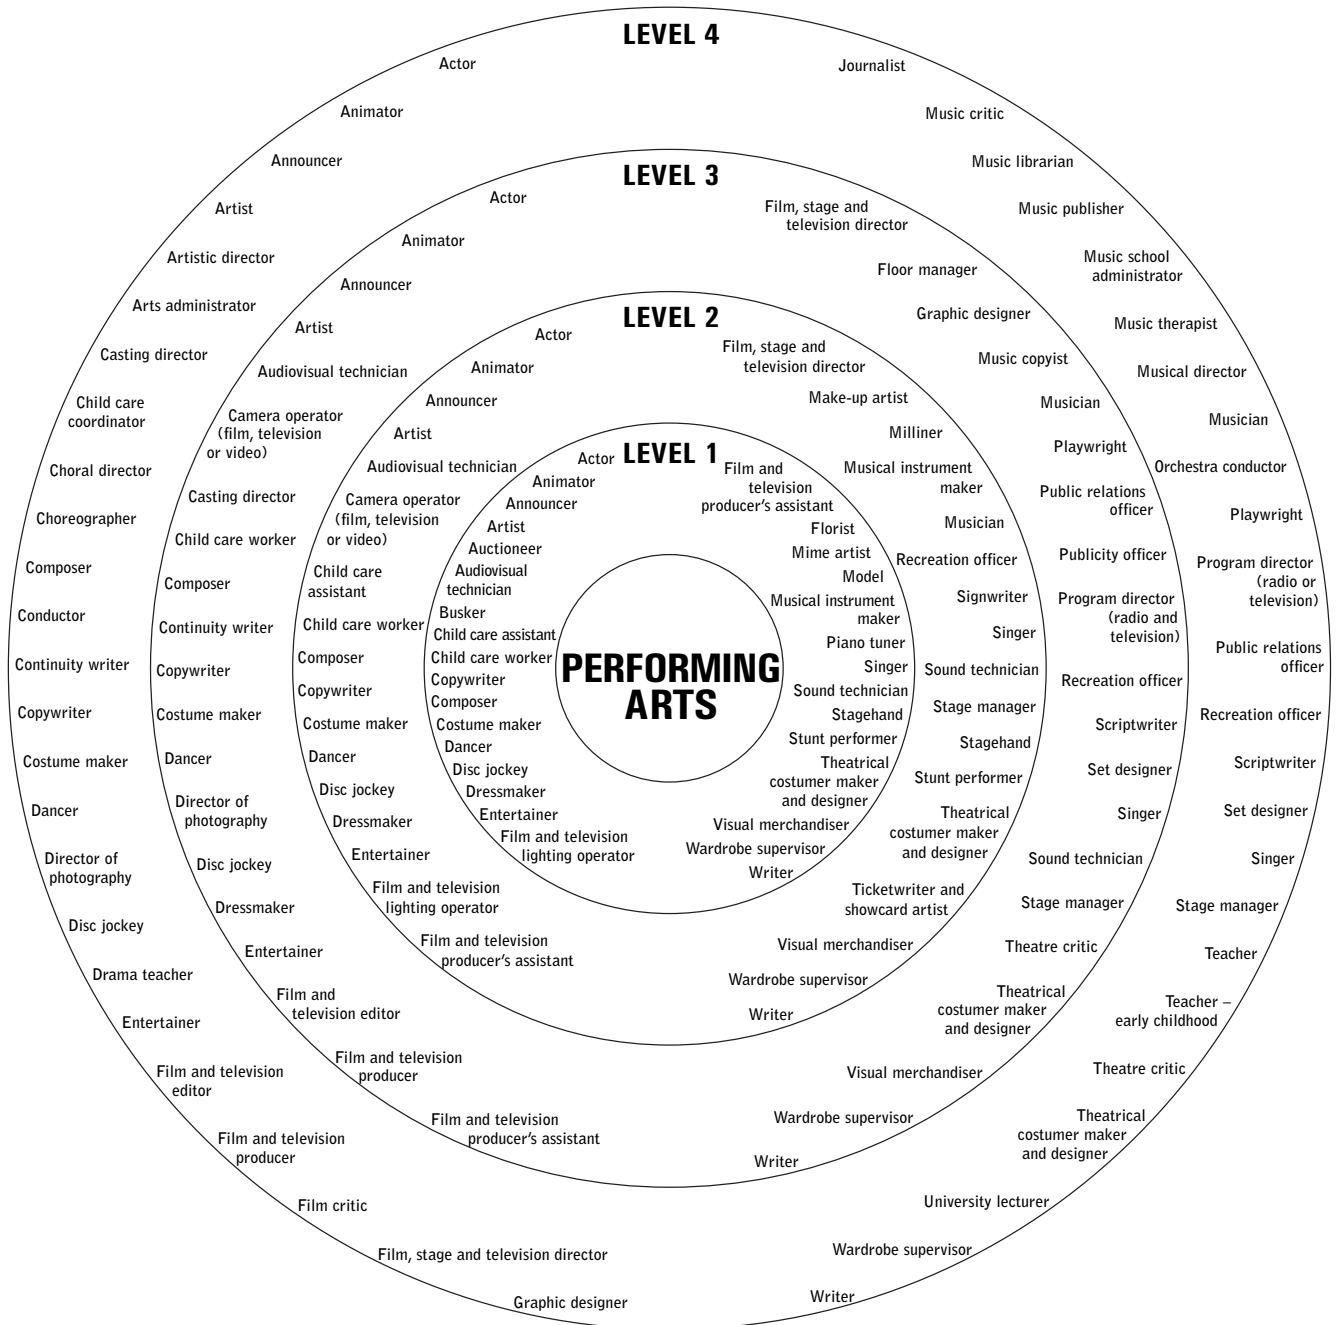 LEVEL 4
Actor
Animator
Announcer
Artist
Artistic director
Arts administrator
Casting director
Child care
coordinator
Choral director
Choreographer
Composer
Conductor
Continuity writer
Copywriter
Costume maker
Dancer
Director of
photography
Disc jockey
Drama teacher
Entertainer
Film and television
editor
Film and television
producer
Film critic
Film, stage and television director
Graphic designer
Journalist
Music critic
Music librarian
Music publisher
Music school
administrator
Music therapist
Musical director
Musician
Orchestra conductor
Playwright
Program director
(radio or
television)
Public relations
officer
Recreation officer
Scriptwriter
Set designer
Singer
Stage manager
Teacher
Teacher –
early childhood
Theatre critic
Theatrical
costumer maker
and designer
University lecturer
Wardrobe supervisor
Writer
LEVEL 3
Actor
Animator
Announcer
Artist
Audiovisual technician
Camera operator
(film, television
or video)
Casting director
Child care worker
Composer
Continuity writer
Copywriter
Costume maker
Dancer
Director of
photography
Disc jockey
Dressmaker
Entertainer
Film and
television editor
Film and television
producer
Film and television
producer's assistant
Film, stage and
television director
Floor manager
Graphic designer
Music copyist
Musician
Playwright
Public relations
officer
Publicity officer
Program director
(radio and
television)
Recreation officer
Scriptwriter
Set designer
Singer
Sound technician
Stage manager
Theatre critic
Theatrical
costumer maker
and designer
Visual merchandiser
Wardrobe supervisor
Writer
LEVEL 2
Actor
Animator
Announcer
Artist
Audiovisual technician
Camera operator
(film, television
or video)
Child care
assistant
Child care worker
Composer
Copywriter
Costume maker
Dancer
Disc jockey
Dressmaker
Entertainer
Film and television
lighting operator
Film and television
producer's assistant
Film, stage and
television director
Make-up artist
Milliner
Musical instrument
maker
Musician
Recreation officer
Signwriter
Singer
Sound technician
Stage manager
Stagehand
Stunt performer
Theatrical
costumer maker
and designer
Ticketwriter and
showcard artist
Visual merchandiser
Wardrobe supervisor
Writer
LEVEL 1
Actor
Animator
Announcer
Artist
Auctioneer
Audiovisual
technician
Busker
Child care assistant
Child care worker
Copywriter
Composer
Costume maker
Dancer
Disc jockey
Dressmaker
Entertainer
Film and television
lighting operator
Film and
television
producer's assistant
Florist
Mime artist
Model
Musical instrument
maker
Piano tuner
Singer
Sound technician
Stagehand
Stunt performer
Theatrical
costumer maker
and designer
Visual merchandiser
Wardrobe supervisor
Writer
PERFORMING
ARTS